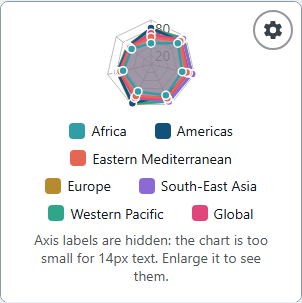 80
20
Africa Americas
Eastern Mediterranean
Europe South-East Asia
Western Pacific Global
Axis labels are hidden: the chart is too
small for 14px text. Enlarge it to see
them.